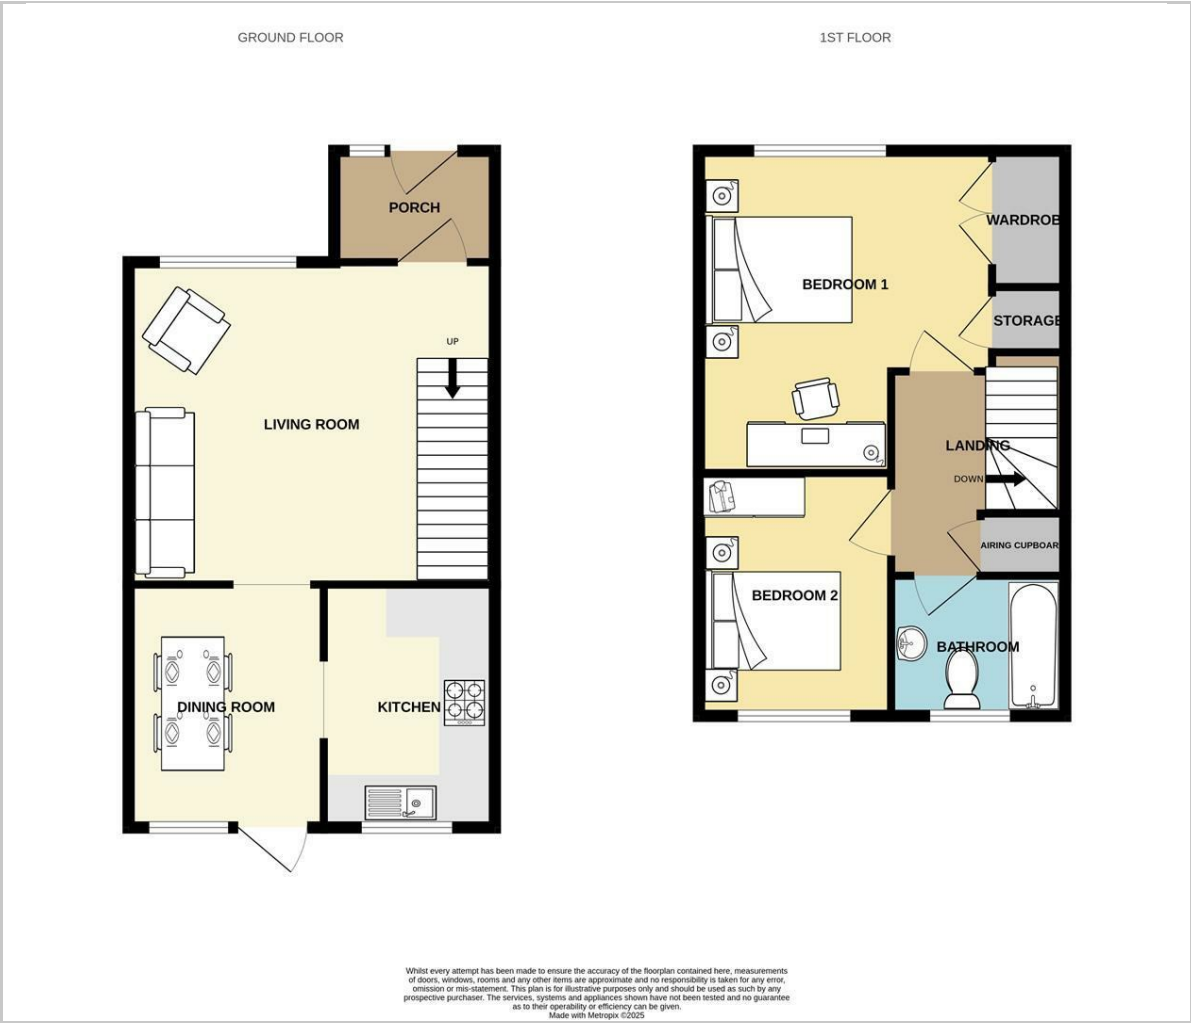 GROUND FLOOR
1ST FLOOR
PORCH
UP
LIVING ROOM
DINING ROOM
KITCHEN
WARDROB
BEDROOM 1
STORAGE
LANDING
DOWN
AIRING CUPBOAR
BEDROOM 2
BATHROOM
Whilst every attempt has been made to ensure the accuracy of the floorplan contained here, measurements
of doors, windows, rooms and any other items are approximate and no responsibility is taken for any error,
omission or mis-statement. This plan is for illustrative purposes only and should be used as such by any
prospective purchaser. The services, systems and appliances shown have not been tested and no guarantee
as to their operability or efficiency can be given.
Made with Metropix ©2025